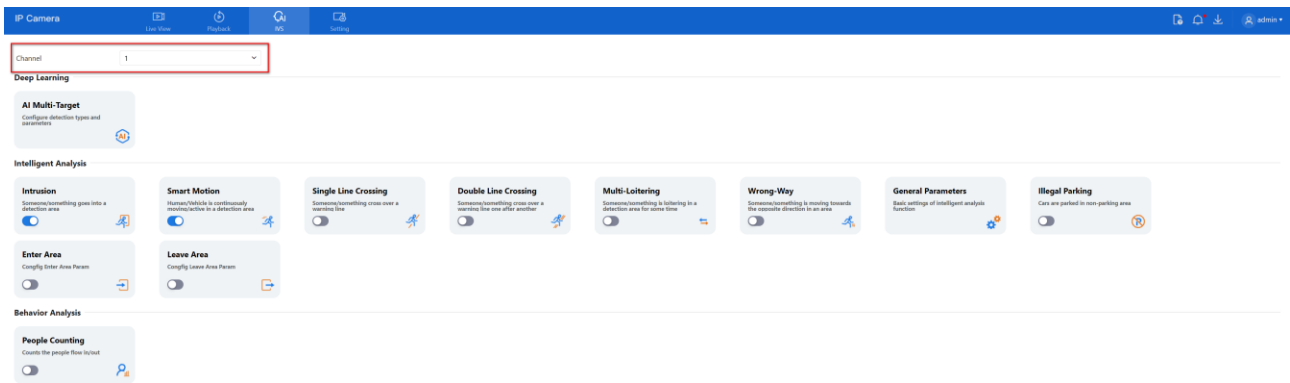 IP Camera
Live View
Playback
AI
IVS
Setting
admin
Channel
1
Deep Learning
AI Multi-Target
Configure detection types and
parameters
AI
Intelligent Analysis
Intrusion
Someone/something goes into a
detection area
Smart Motion
Human/Vehicle is continuously
moving/active in a detection area
Single Line Crossing
Someone/something cross over a
warning line
Double Line Crossing
Someone/something cross over a
warning line one after another
Multi-Loitering
Someone/something is loitering in a
detection area for some time
Wrong-Way
Someone/something is moving towards
the opposite direction in an area
General Parameters
Basic settings of intelligent analysis
function
Illegal Parking
Cars are parked in non-parking area
Enter Area
Congfig Enter Area Param
Leave Area
Congfig Leave Area Param
Behavior Analysis
People Counting
Counts the people flow in/out